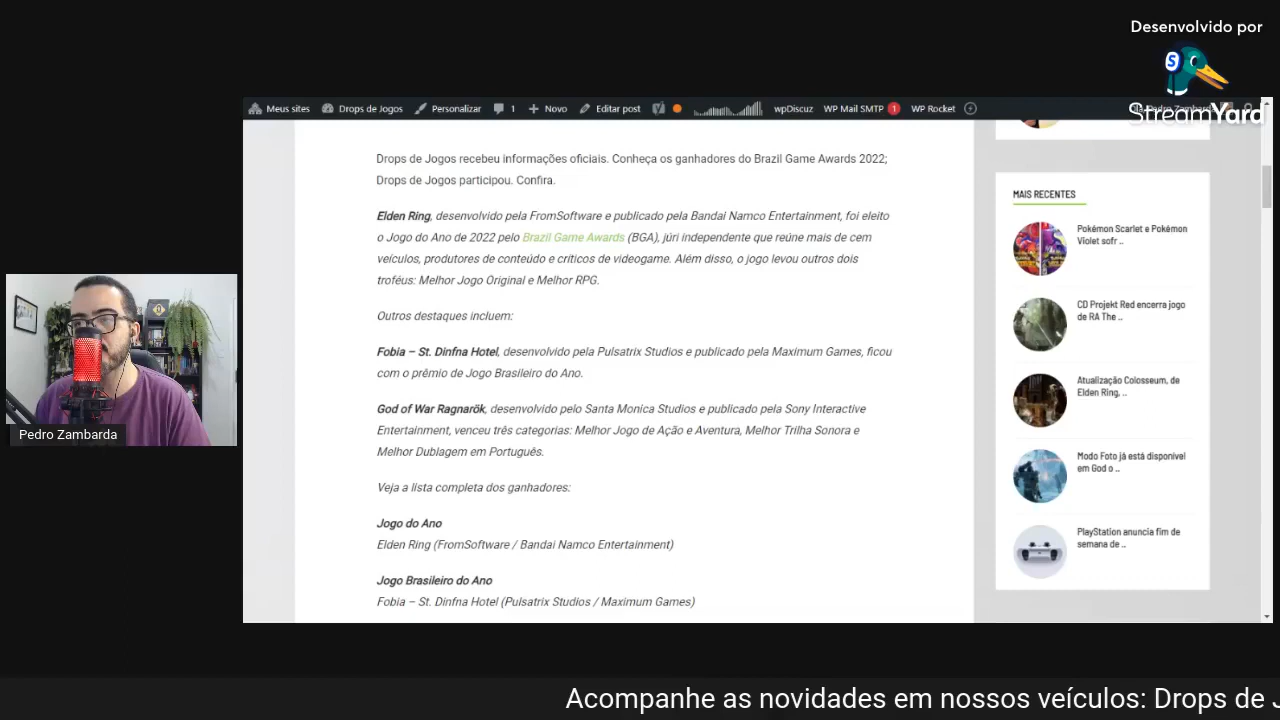 Desenvolvido por
StreamYard
Meus sites
Drops de Jogos
Personalizar
1
Novo
Editar post
wpDiscuz
WP Mail SMTP 1
WP Rocket
Drops de Jogos recebeu informações oficiais. Conheça os ganhadores do Brazil Game Awards 2022;
Drops de Jogos participou. Confira.
Elden Ring, desenvolvido pela FromSoftware e publicado pela Bandai Namco Entertainment, foi eleito
o Jogo do Ano de 2022 pelo Brazil Game Awards (BGA), júri independente que reúne mais de cem
veículos, produtores de conteúdo e críticos de videogame. Além disso, o jogo levou outros dois
troféus: Melhor Jogo Original e Melhor RPG.
Outros destaques incluem:
Fobia – St. Dinfna Hotel, desenvolvido pela Pulsatrix Studios e publicado pela Maximum Games, ficou
com o prêmio de Jogo Brasileiro do Ano.
God of War Ragnarök, desenvolvido pelo Santa Monica Studios e publicado pela Sony Interactive
Entertainment, venceu três categorias: Melhor Jogo de Ação e Aventura, Melhor Trilha Sonora e
Melhor Dublagem em Português.
Veja a lista completa dos ganhadores:
Jogo do Ano
Elden Ring (FromSoftware / Bandai Namco Entertainment)
Jogo Brasileiro do Ano
Fobia – St. Dinfna Hotel (Pulsatrix Studios / Maximum Games)
MAIS RECENTES
Pokémon Scarlet e Pokémon
Violet sofr ..
CD Projekt Red encerra jogo
de RA The ..
Atualização Colosseum, de
Elden Ring, ..
Modo Foto já está disponível
em God o ..
PlayStation anuncia fim de
semana de ..
Pedro Zambarda
Acompanhe as novidades em nossos veículos: Drops de J